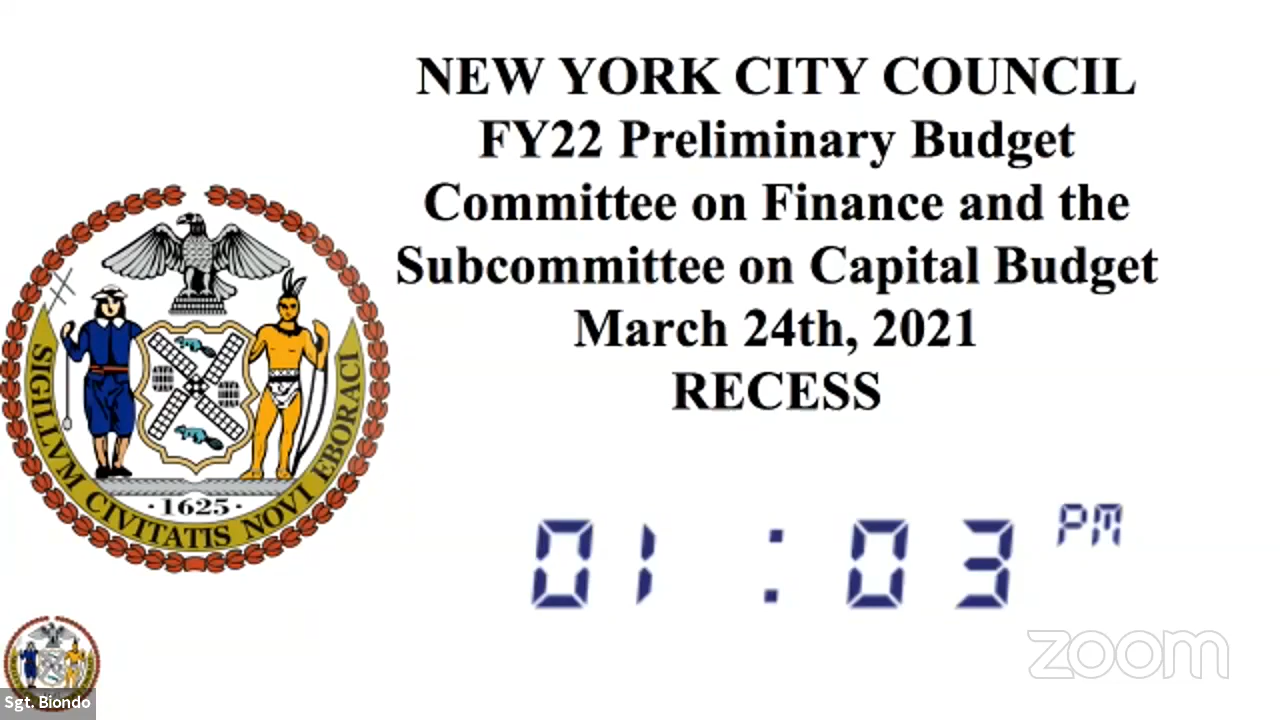 NEW YORK CITY COUNCIL
FY22 Preliminary Budget
Committee on Finance and the
Subcommittee on Capital Budget
March 24th, 2021
RECESS
SIGILLVM CIVITATIS NOVI EBORACI
· 1625 ·
01 : 03 PM
zoom
Sgt. Biondo